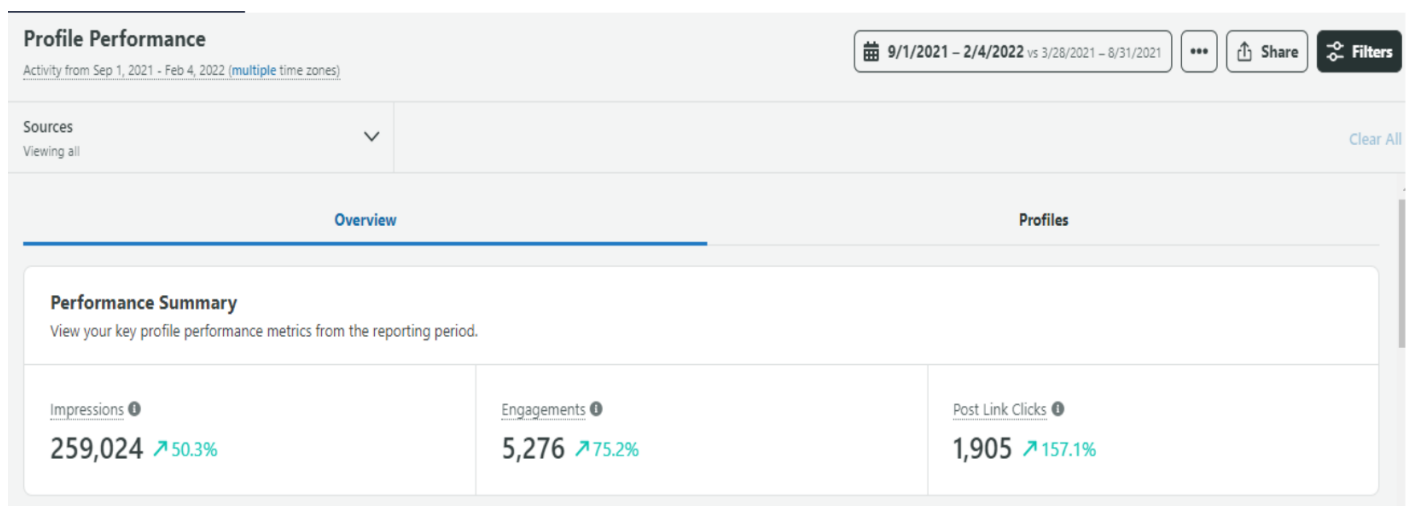 Profile Performance
Activity from Sep 1, 2021 - Feb 4, 2022 (multiple time zones)
9/1/2021 – 2/4/2022 vs 3/28/2021 – 8/31/2021
Share
Filters
Sources
Viewing all
Clear All
Overview
Profiles
Performance Summary
View your key profile performance metrics from the reporting period.
Impressions
259,024 50.3%
Engagements
5,276 75.2%
Post Link Clicks
1,905 157.1%